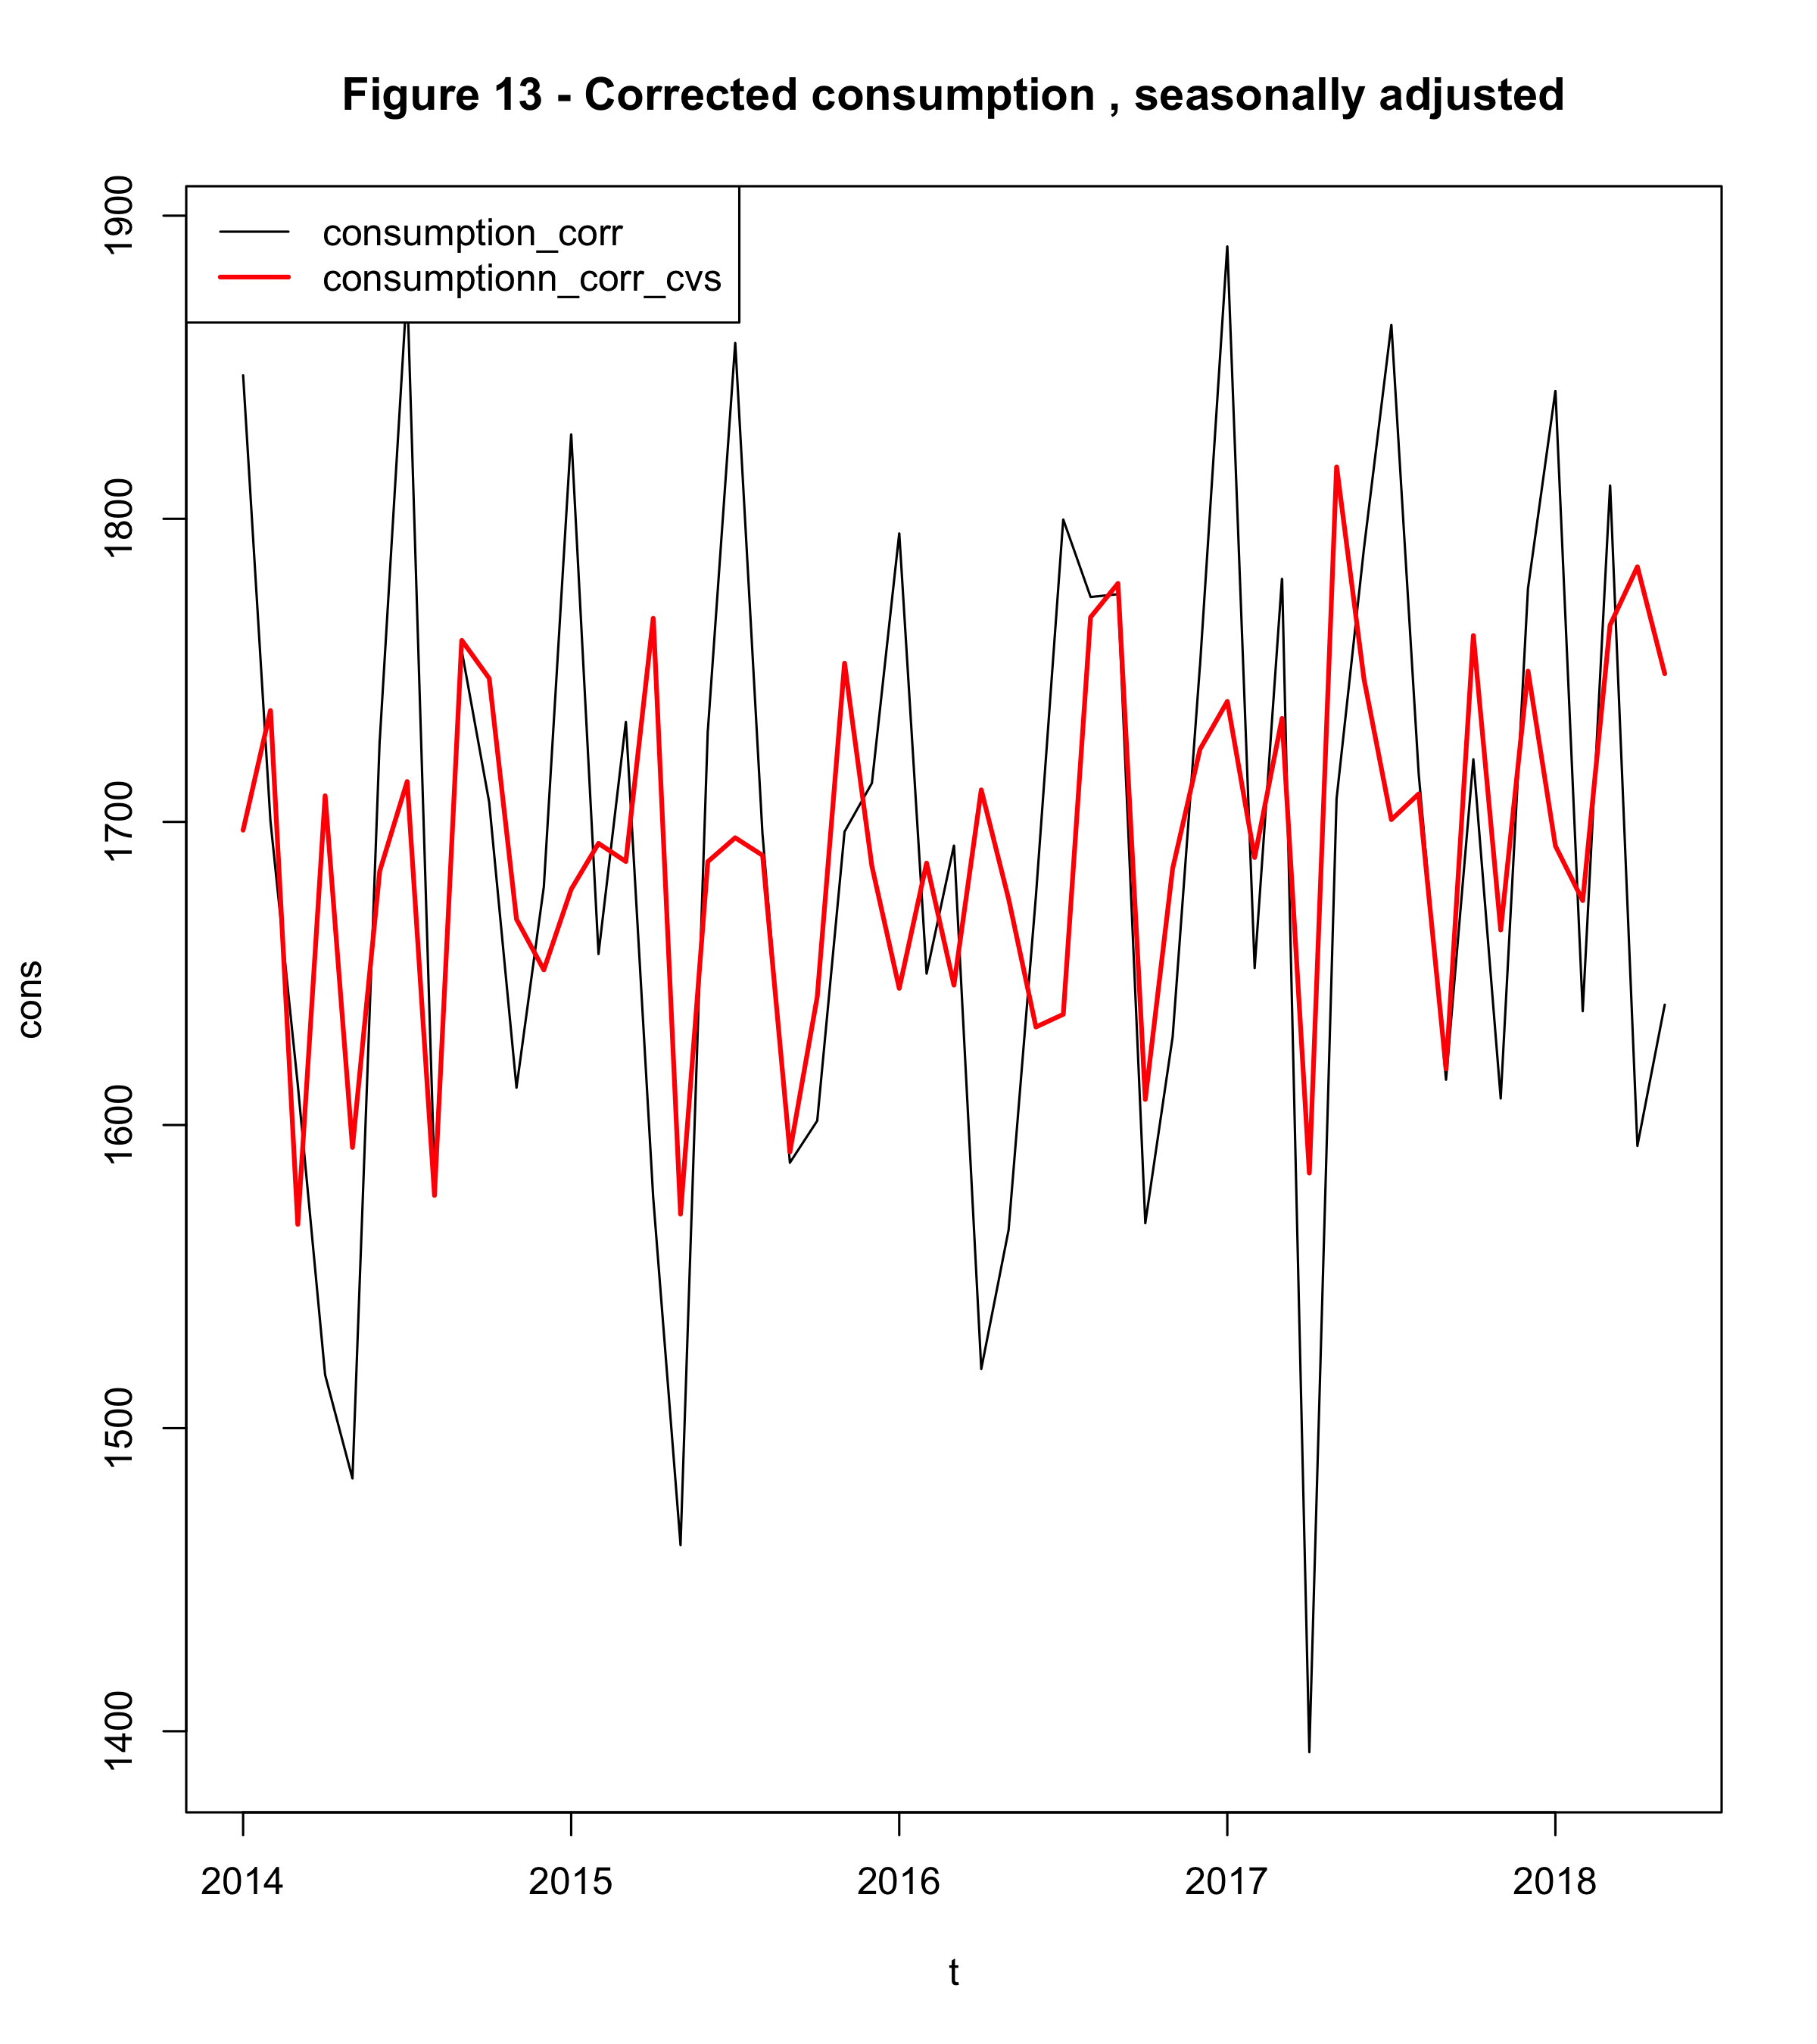 Figure 13 - Corrected consumption , seasonally adjusted
consumption_corr
consumptionn_corr_cvs
1900
1800
1700
1600
1500
1400
cons
2014 2015 2016 2017 2018
t